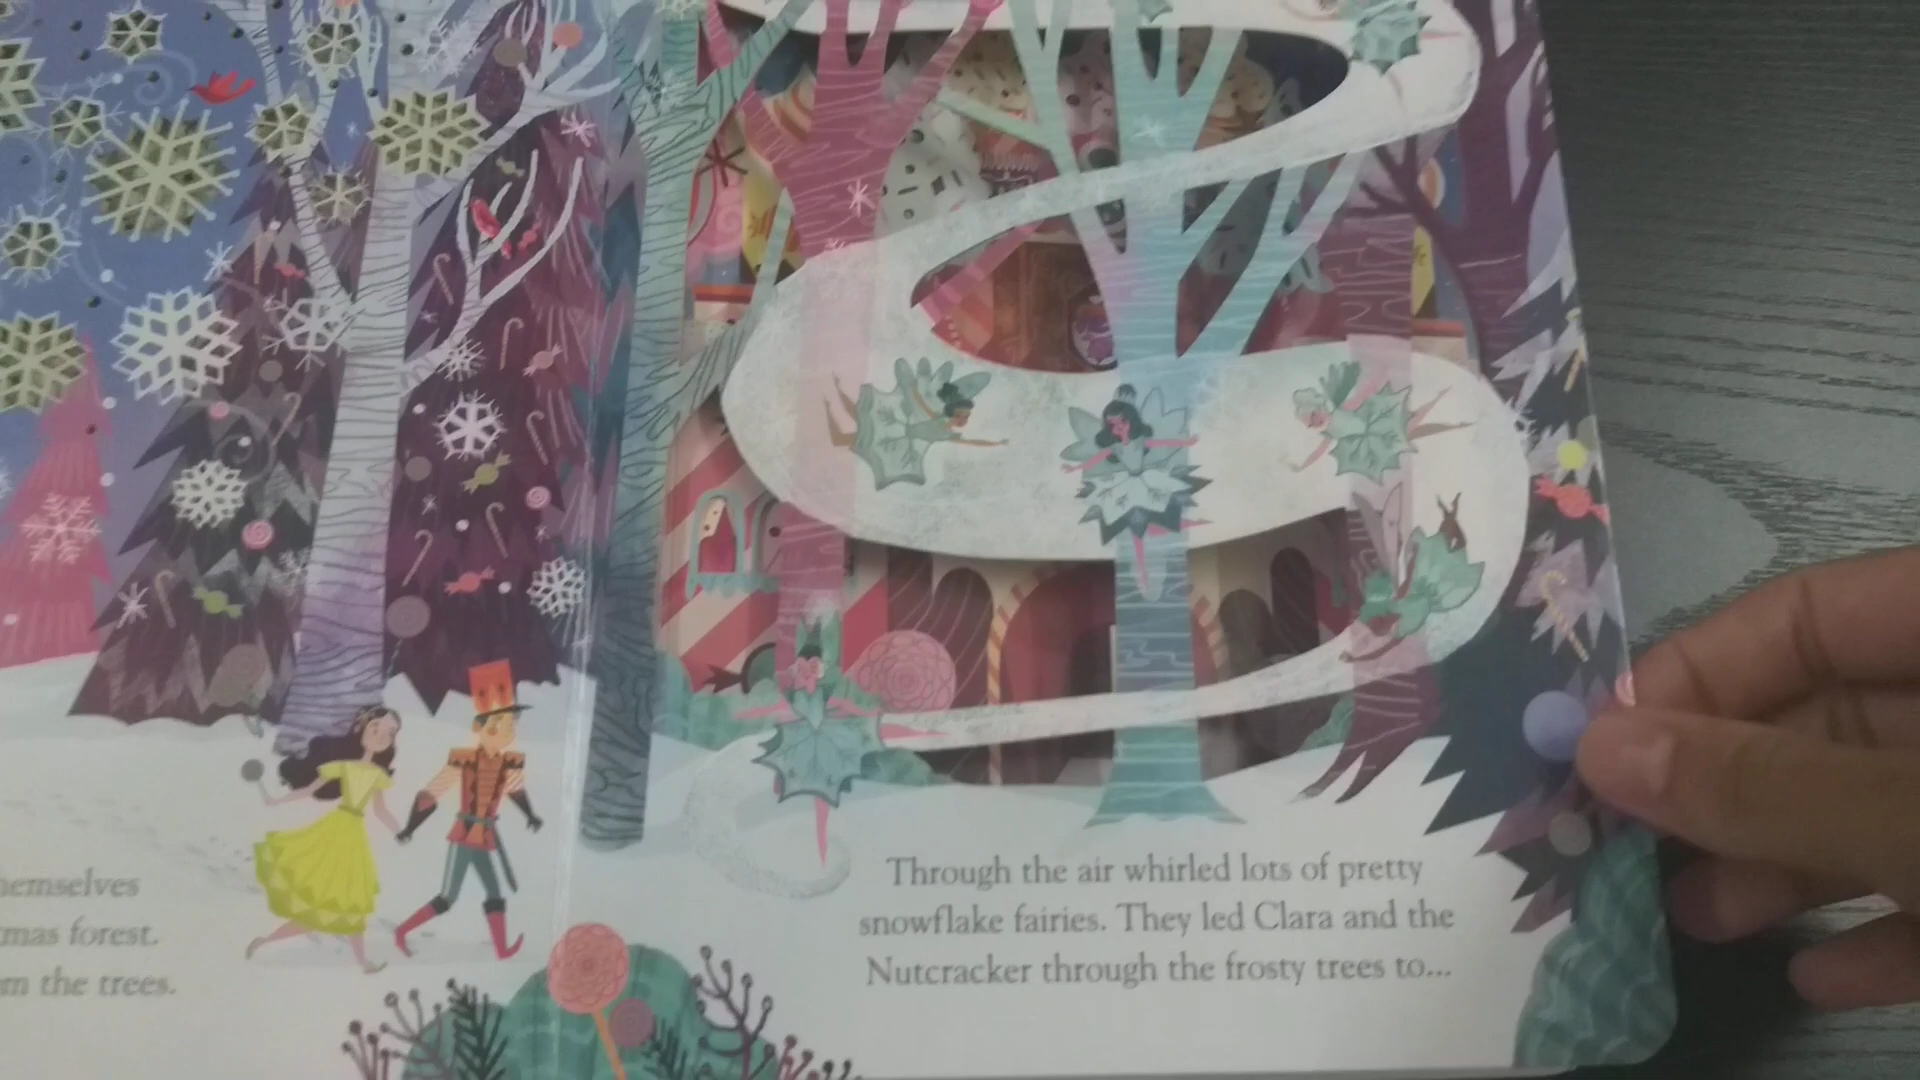 hemselves
mas forest.
m the trees.
Through the air whirled lots of pretty
snowflake fairies. They led Clara and the
Nutcracker through the frosty trees to...